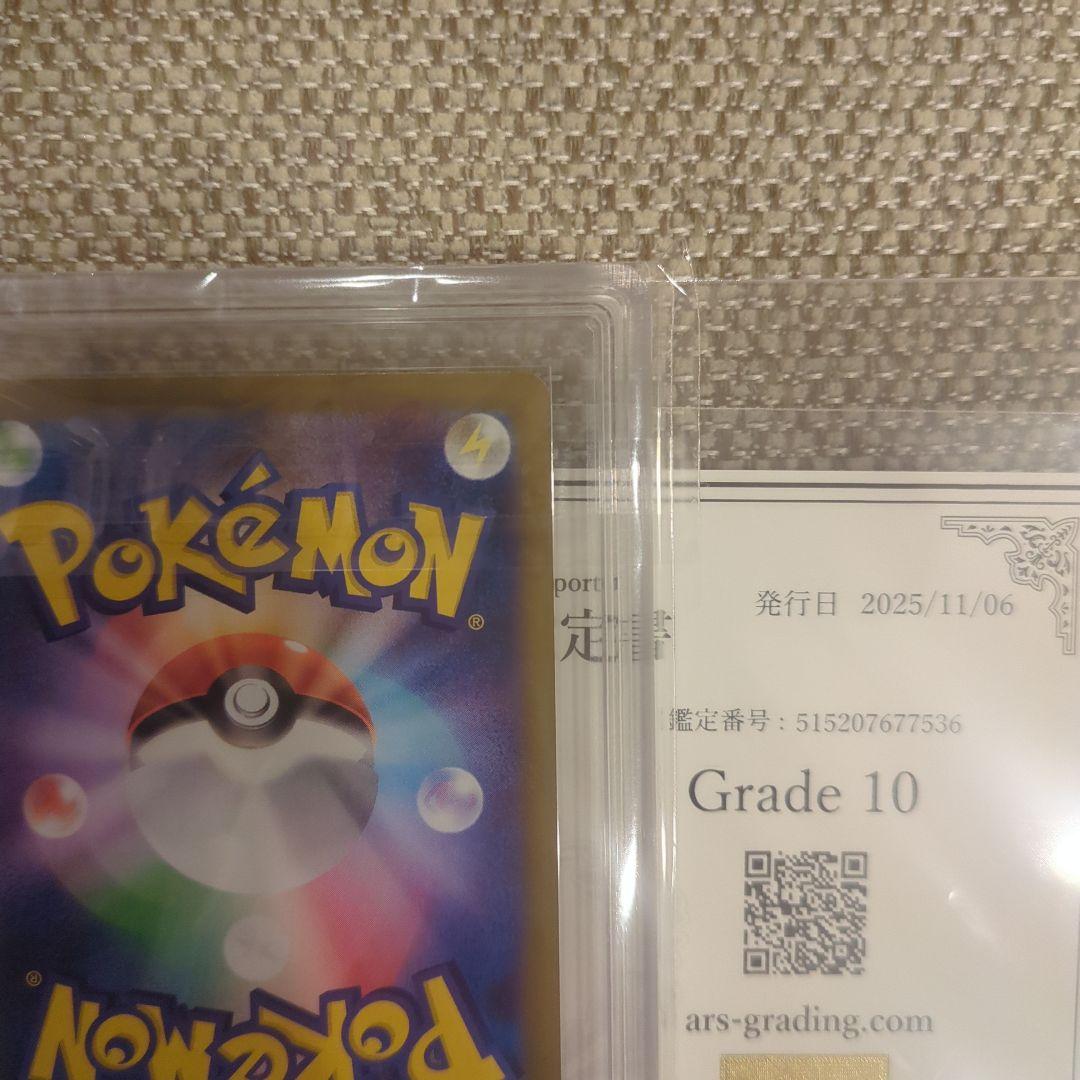 POKéMON
®
®
POKéMON
port
定書
発行日 2025/11/06
鑑定番号：515207677536
Grade 10
ars-grading.com